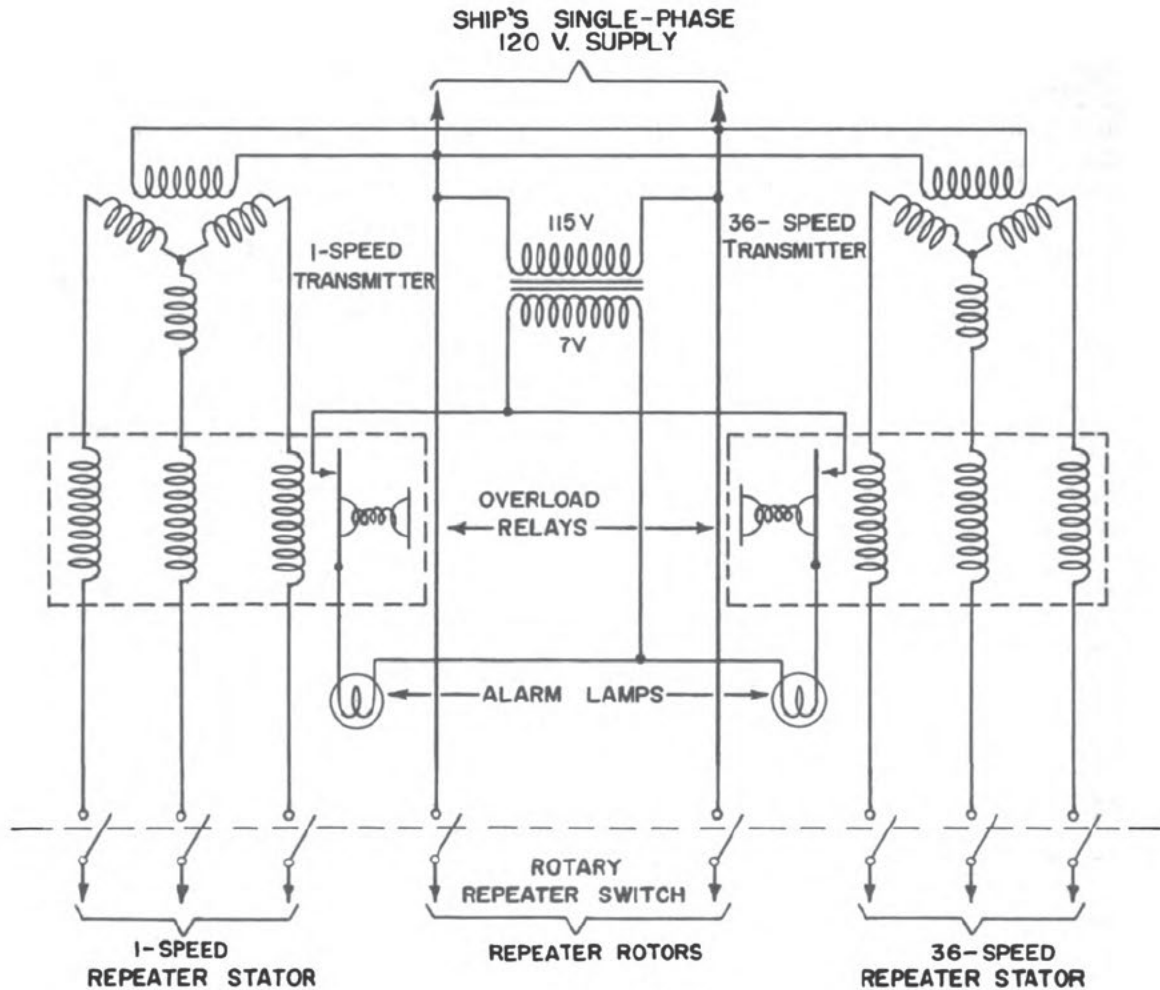 SHIP'S SINGLE-PHASE
120 V. SUPPLY
115V
1-SPEED
TRANSMITTER
36- SPEED
TRANSMITTER
7V
OVERLOAD
RELAYS
ALARM LAMPS
ROTARY
REPEATER SWITCH
1-SPEED
REPEATER STATOR
REPEATER ROTORS
36-SPEED
REPEATER STATOR